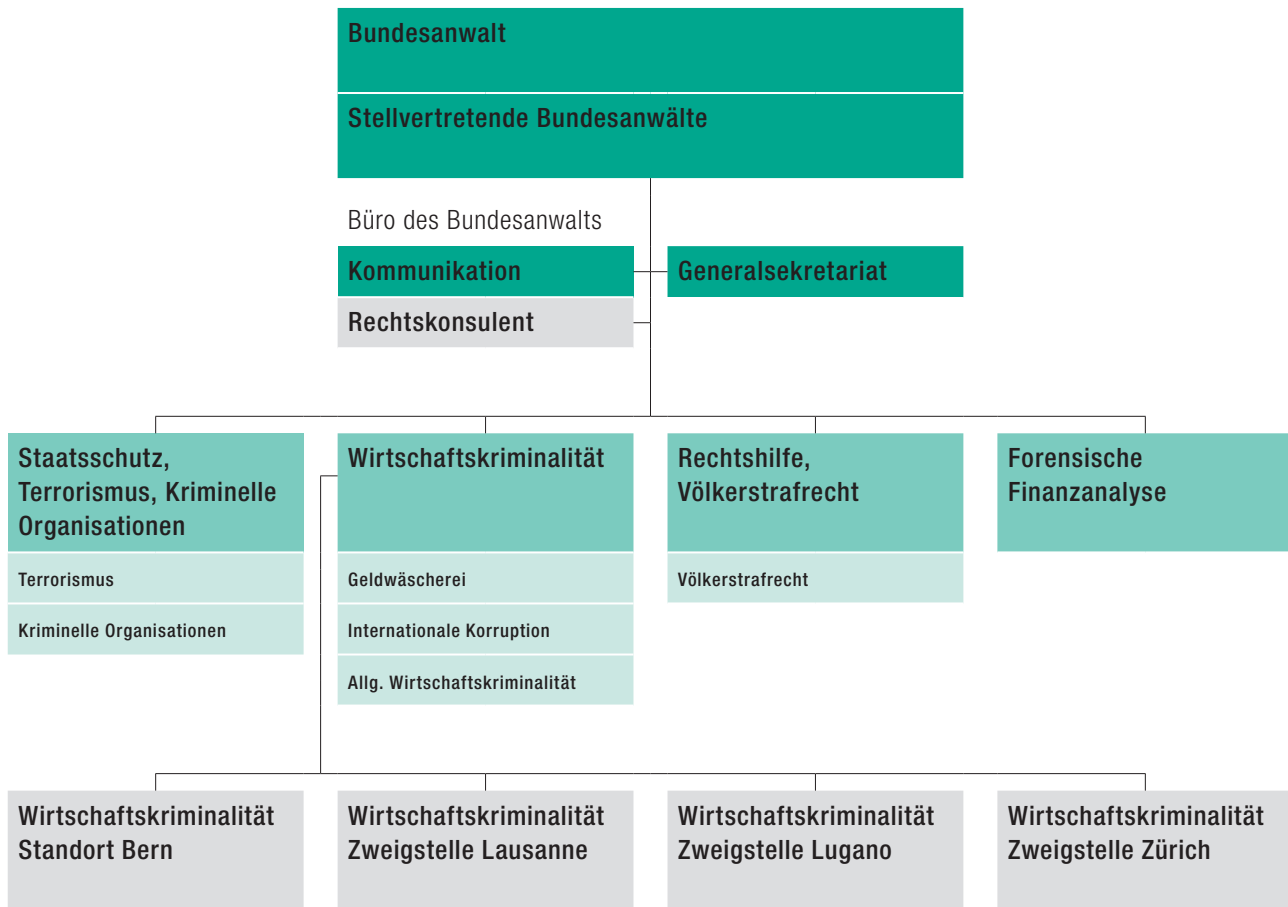 Bundesanwalt
Stellvertretende Bundesanwälte
Büro des Bundesanwalts
Kommunikation
Generalsekretariat
Rechtskonsulent
Staatsschutz,
Terrorismus, Kriminelle
Organisationen
Terrorismus
Kriminelle Organisationen
Wirtschaftskriminalität
Geldwäscherei
Internationale Korruption
Allg. Wirtschaftskriminalität
Rechtshilfe,
Völkerstrafrecht
Völkerstrafrecht
Forensische
Finanzanalyse
Wirtschaftskriminalität
Standort Bern
Wirtschaftskriminalität
Zweigstelle Lausanne
Wirtschaftskriminalität
Zweigstelle Lugano
Wirtschaftskriminalität
Zweigstelle Zürich